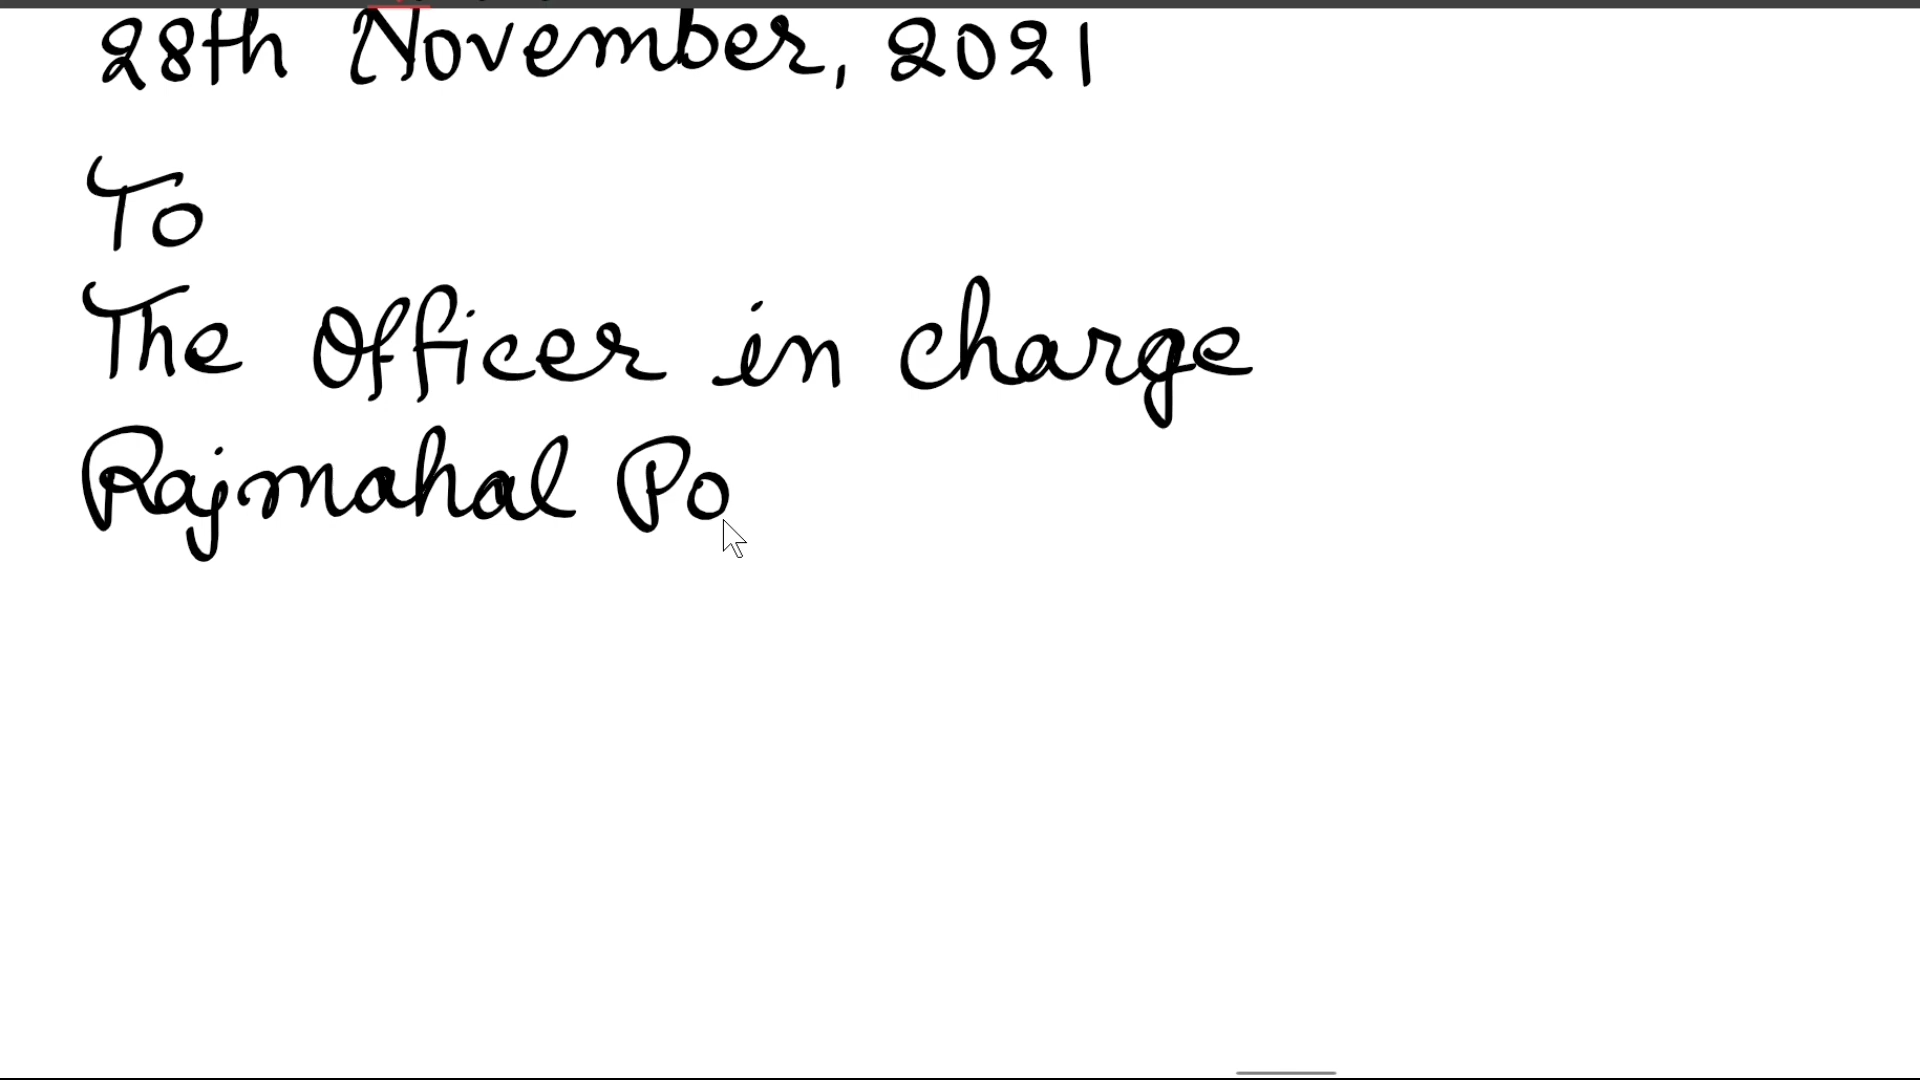 28th November, 2021
To
The Officer in charge
Rajmahal Po